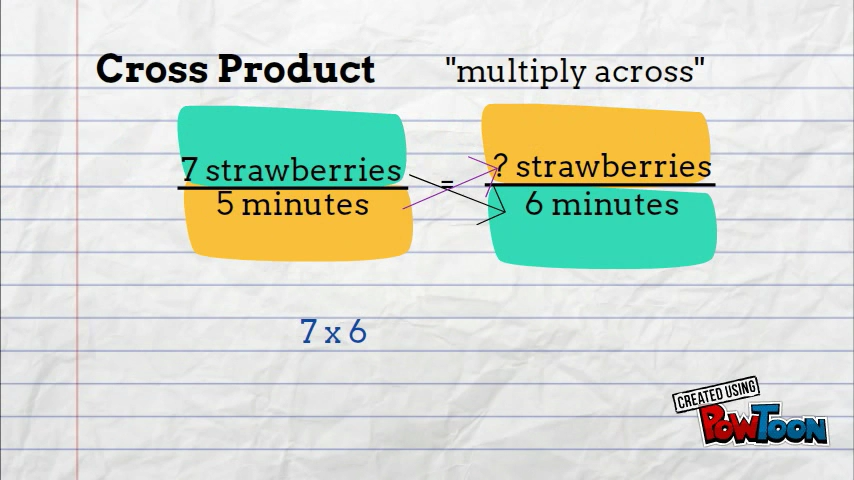 Cross Product "multiply across"
7 strawberries = ? strawberries
5 minutes 6 minutes
7 x 6
CREATED USING
POWTOON